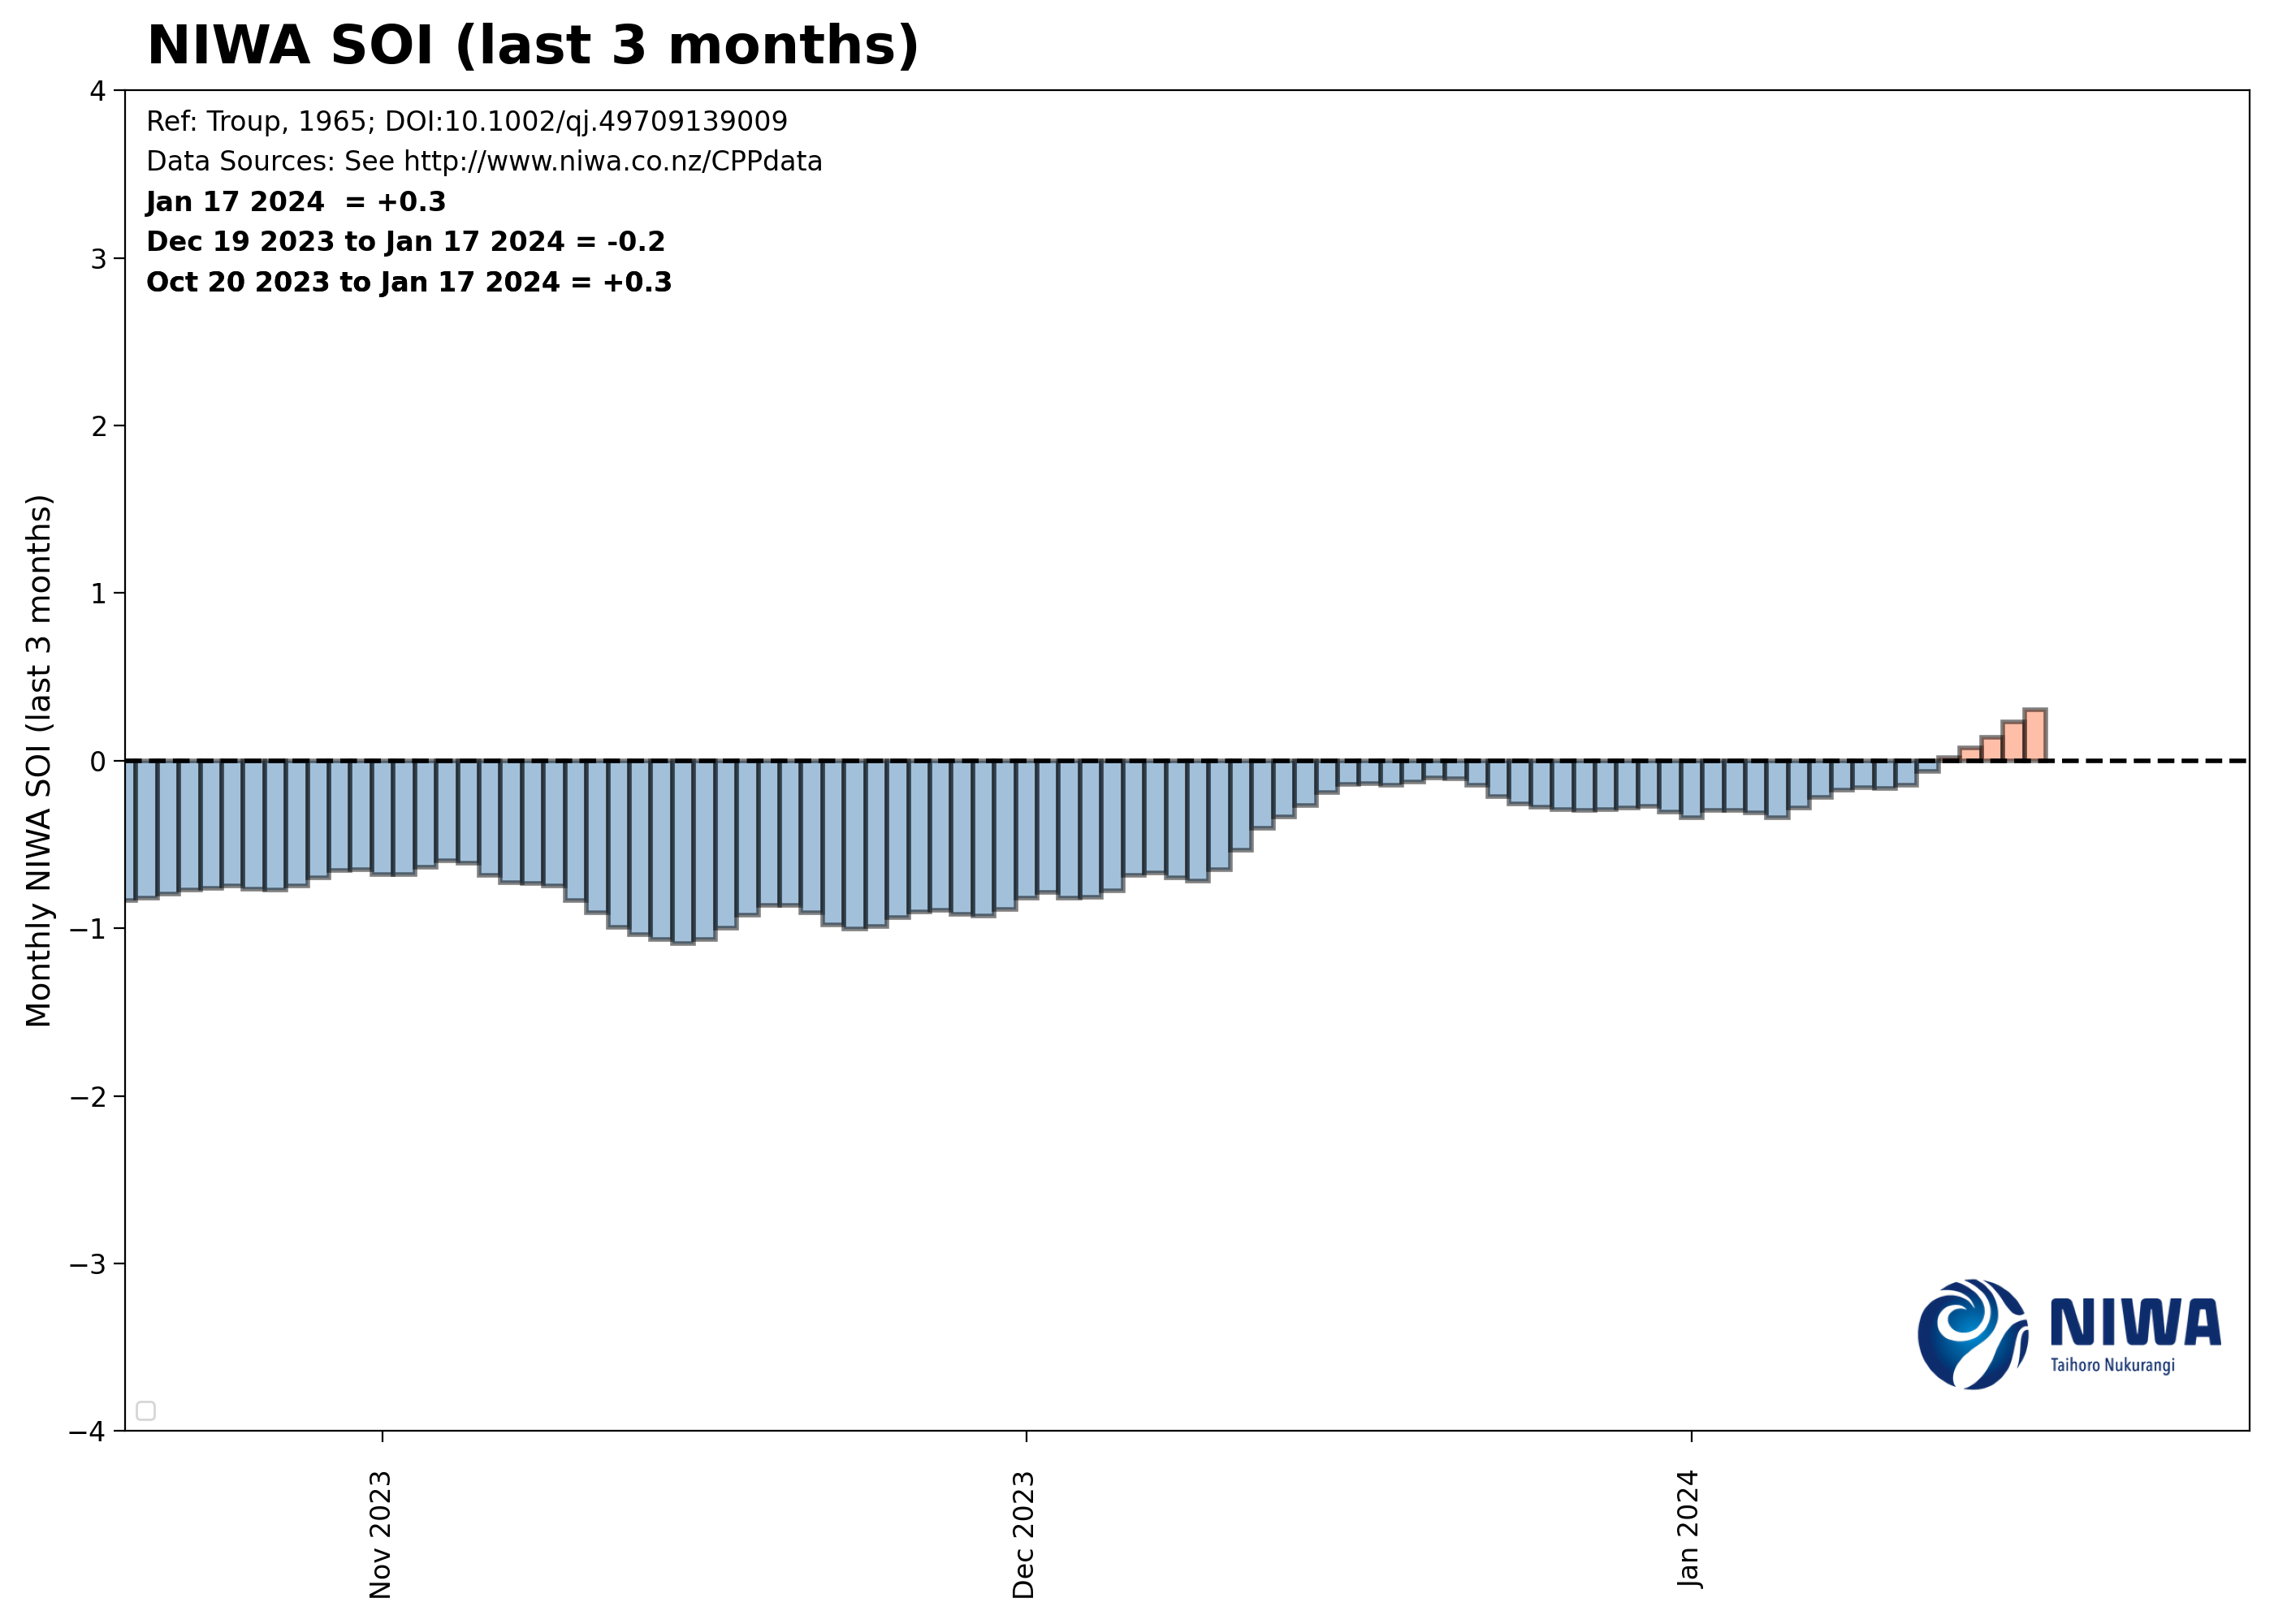 NIWA SOI (last 3 months)
Ref: Troup, 1965; DOI:10.1002/qj.49709139009
Data Sources: See http://www.niwa.co.nz/CPPdata
Jan 17 2024  = +0.3
Dec 19 2023 to Jan 17 2024 = -0.2
Oct 20 2023 to Jan 17 2024 = +0.3
Monthly NIWA SOI (last 3 months)
4
3
2
1
0
−1
−2
−3
−4
Nov 2023
Dec 2023
Jan 2024
NIWA
Taihoro Nukurangi